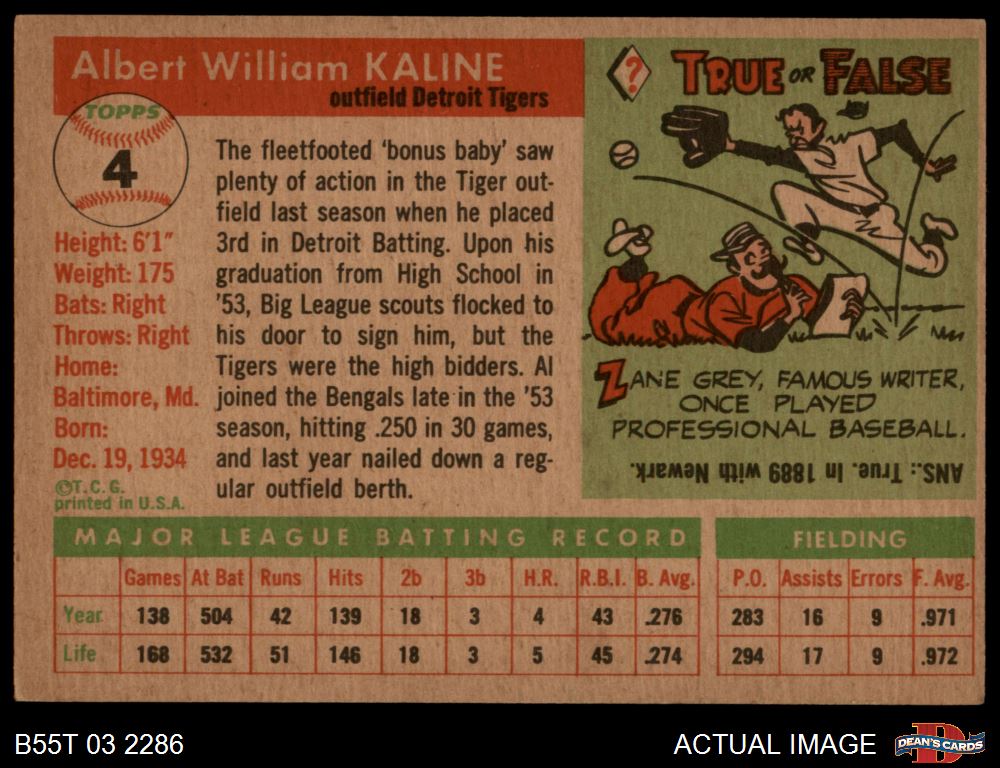 Albert William KALINE
outfield Detroit Tigers
TOPPS
4
Height: 6'1"
Weight: 175
Bats: Right
Throws: Right
Home:
Baltimore, Md.
Born:
Dec. 19, 1934
©T.C.G.
printed in U.S.A.
The fleetfooted 'bonus baby' saw
plenty of action in the Tiger out-
field last season when he placed
3rd in Detroit Batting. Upon his
graduation from High School in
'53, Big League scouts flocked to
his door to sign him, but the
Tigers were the high bidders. Al
joined the Bengals late in the '53
season, hitting .250 in 30 games,
and last year nailed down a reg-
ular outfield berth.
?
TRUE OR FALSE
ZANE GREY, FAMOUS WRITER,
ONCE PLAYED
PROFESSIONAL BASEBALL.
ANS.: True. In 1889 with Newark.
MAJOR LEAGUE BATTING RECORD
Games At Bat Runs Hits 2b 3b H.R. R.B.I. B. Avg.
Year 138 504 42 139 18 3 4 43 .276
Life 168 532 51 146 18 3 5 45 .274
FIELDING
P.O. Assists Errors F. Avg.
283 16 9 .971
294 17 9 .972
B55T 03 2286
ACTUAL IMAGE
D
DEAN'S CARDS